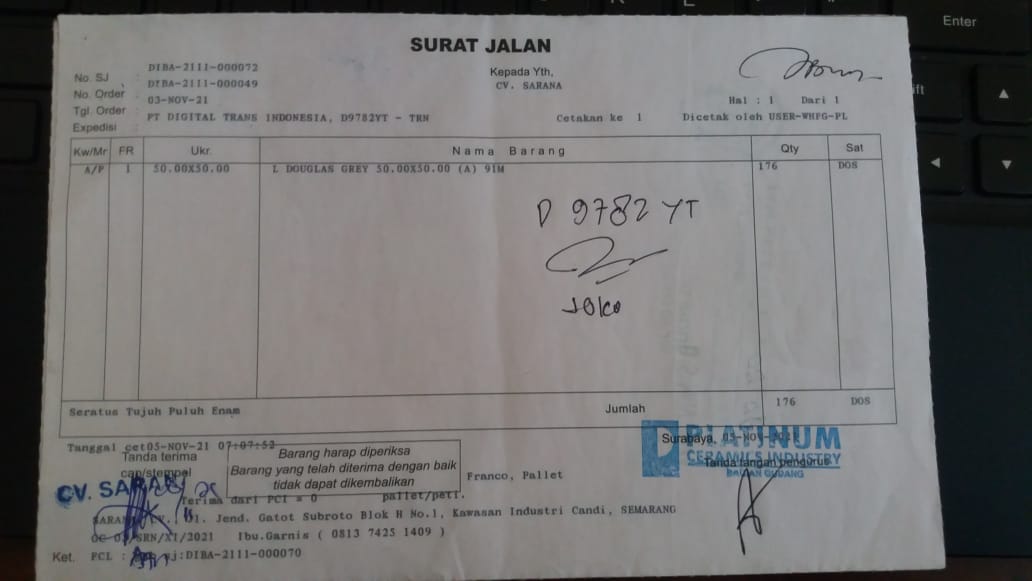 SURAT JALAN
No. SJ : DIBA-2111-000072
No. Order : DIBA-2111-000049
Tgl. Order : 03-NOV-21
Expedisi : PT DIGITAL TRANS INDONESIA, D9782YT - TRN
Kepada Yth,
CV. SARANA
Hal : 1 Dari 1
Cetakan ke 1 Dicetak oleh USER-WHFG-PL
Kw/Mr FR Ukr. Nama Barang Qty Sat
A/P 1 50.00X50.00 L DOUGLAS GREY 50.00X50.00 (A) 91M 176 DOS
D 9782 YT
Joko
Seratus Tujuh Puluh Enam Jumlah 176 DOS
Tanggal cet05-NOV-21 07:07:52
Tanda terima
cap/stempel
CV. SARANA
Barang harap diperiksa
Barang yang telah diterima dengan baik
tidak dapat dikembalikan
Franco, Pallet
Surabaya, 05-NOV-2021
PLATINUM
CERAMICS INDUSTRY
BAGIAN GUDANG
Tanda tangan pengurus
Terima dari PCI = 0 pallet/peti.
SARANA, CV. Jl. Jend. Gatot Subroto Blok H No.1, Kawasan Industri Candi, SEMARANG
/SRN/XI/2021 Ibu.Garnis ( 0813 7425 1409 )
Ket. PCL : sj:DIBA-2111-000070
Enter